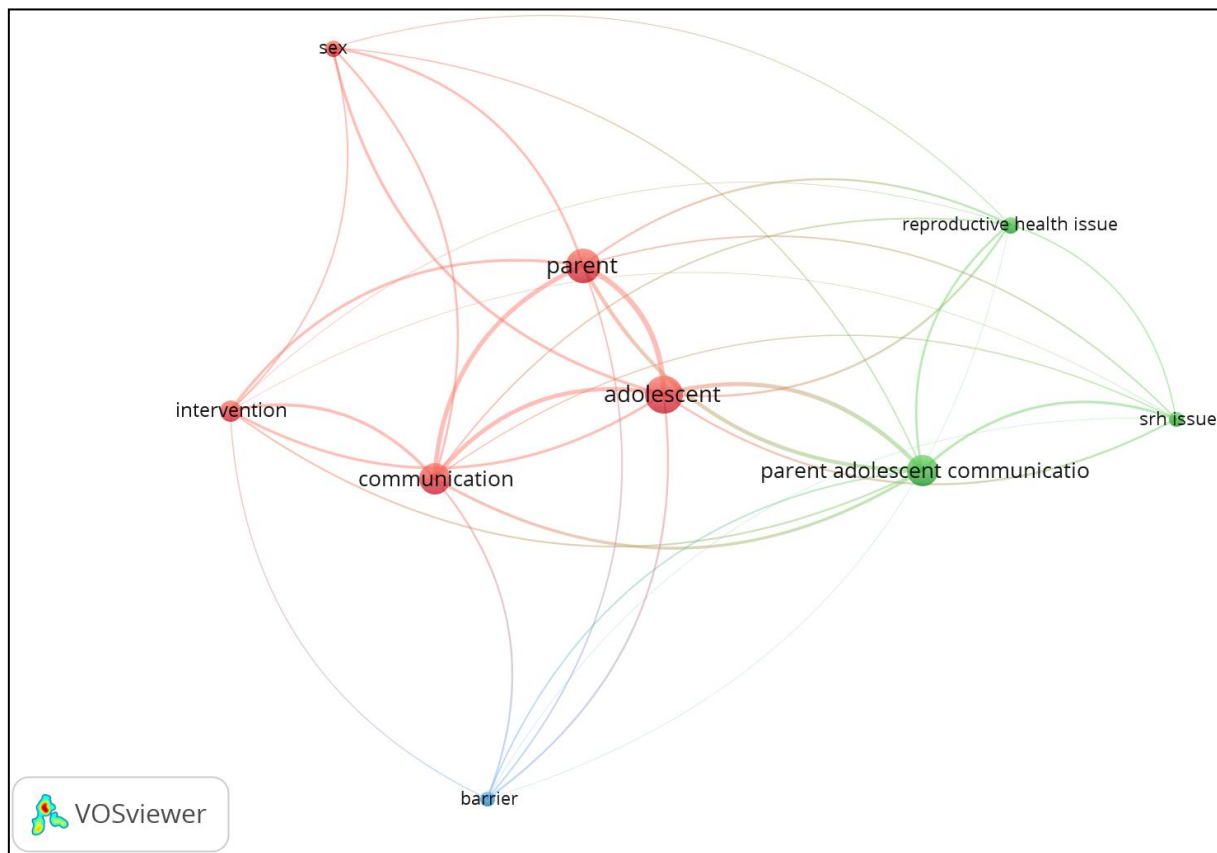 sex
reproductive health issue
parent
adolescent
intervention
srh issue
parent adolescent communicatio
communication
barrier
VOSviewer